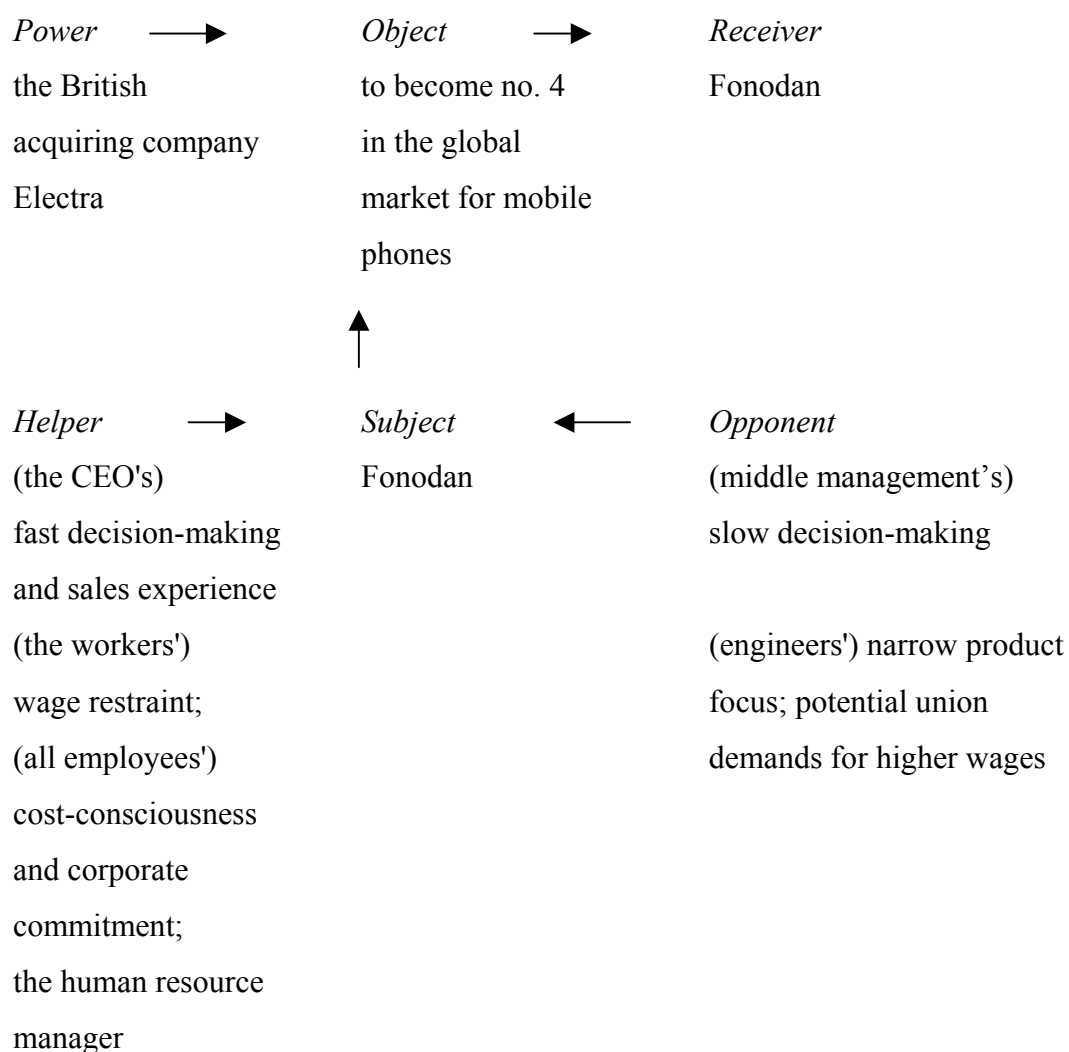 Power Object Receiver
the British to become no. 4 Fonodan
acquiring company in the global
Electra market for mobile
phones
Helper Subject Opponent
(the CEO's) Fonodan (middle management’s)
fast decision-making slow decision-making
and sales experience
(the workers') (engineers') narrow product
wage restraint; focus; potential union
(all employees') demands for higher wages
cost-consciousness
and corporate
commitment;
the human resource
manager